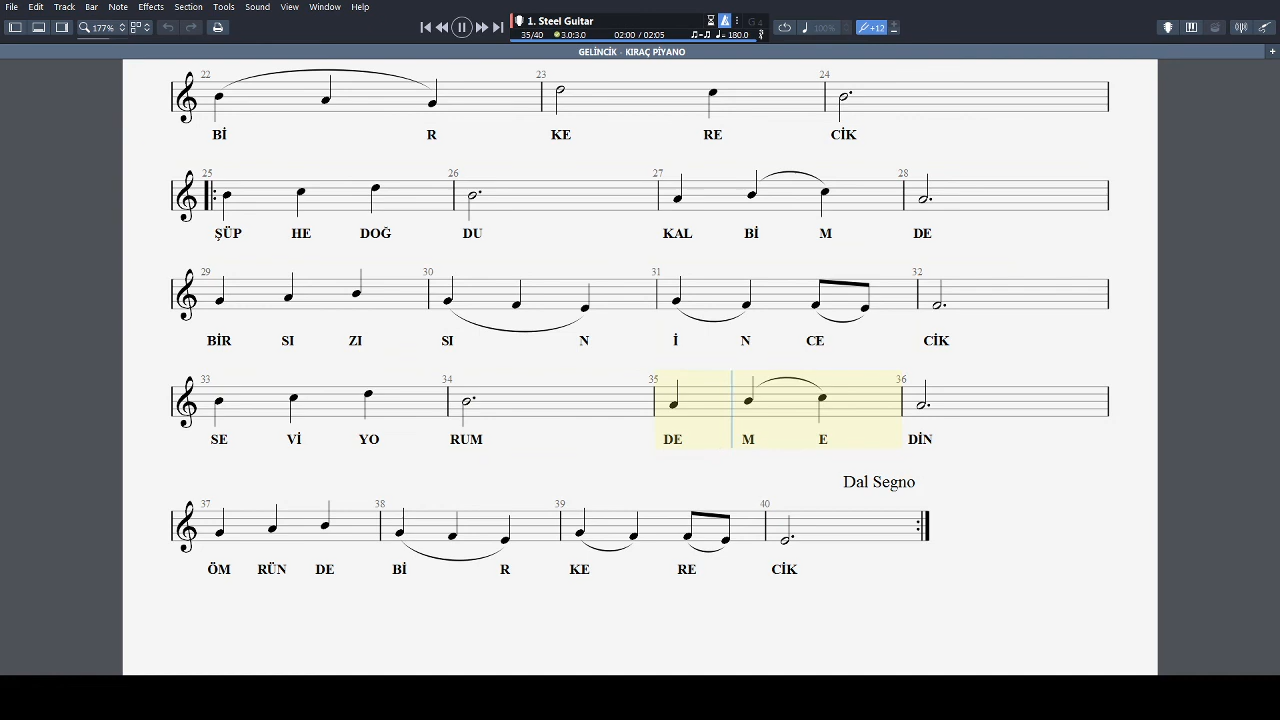 File Edit Track Bar Note Effects Section Tools Sound View Window Help
177% 1. Steel Guitar 35/40 3.0:3.0 02:00 / 02:05 = 180.0 100% +12
GELİNCİK - KIRAÇ PİYANO
22 23 24
Bİ R KE RE CİK
25 26 27 28
ŞÜP HE DOĞ DU KAL Bİ M DE
29 30 31 32
BİR SI ZI SI N İ N CE CİK
33 34 35 36
SE Vİ YO RUM DE M E DİN
Dal Segno
37 38 39 40
ÖM RÜN DE Bİ R KE RE CİK